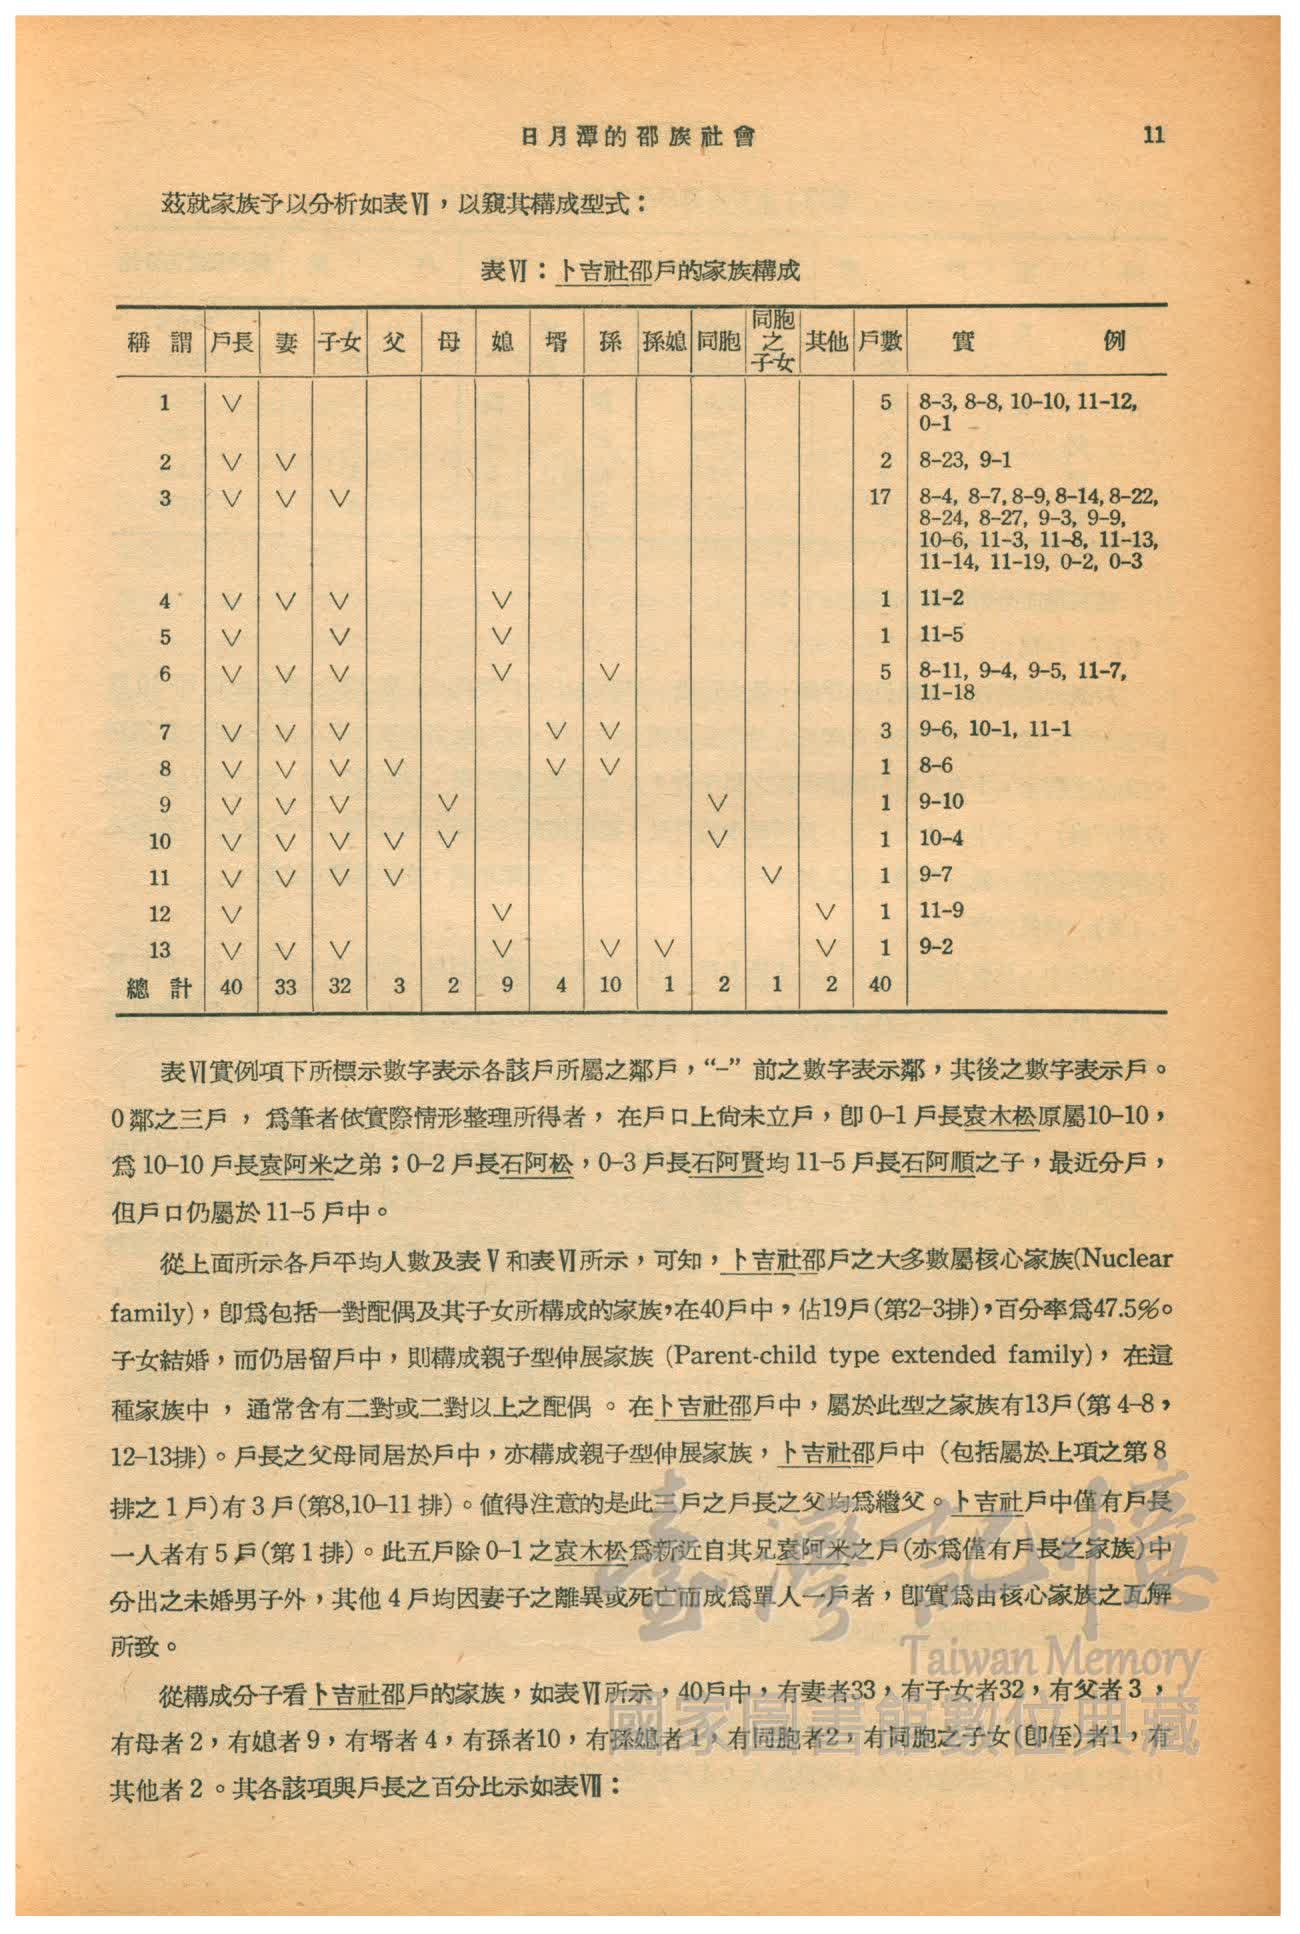 日月潭的邵族社會 11
茲就家族予以分析如表Ⅵ，以窺其構成型式：
表Ⅵ：卜吉社邵戶的家族構成
稱謂 戶長 妻 子女 父 母 媳 壻 孫 孫媳 同胞 同胞之子女 其他 戶數 實例
1 ∨ 5 8–3, 8–8, 10–10, 11–12,
0–1
2 ∨ ∨ 2 8–23, 9–1
3 ∨ ∨ ∨ 17 8–4, 8–7, 8–9, 8–14, 8–22,
8–24, 8–27, 9–3, 9–9,
10–6, 11–3, 11–8, 11–13,
11–14, 11–19, 0–2, 0–3
4 ∨ ∨ ∨ ∨ 1 11–2
5 ∨ ∨ ∨ 1 11–5
6 ∨ ∨ ∨ ∨ ∨ 5 8–11, 9–4, 9–5, 11–7,
11–18
7 ∨ ∨ ∨ ∨ ∨ 3 9–6, 10–1, 11–1
8 ∨ ∨ ∨ ∨ ∨ ∨ 1 8–6
9 ∨ ∨ ∨ ∨ ∨ 1 9–10
10 ∨ ∨ ∨ ∨ ∨ ∨ 1 10–4
11 ∨ ∨ ∨ ∨ ∨ 1 9–7
12 ∨ ∨ ∨ 1 11–9
13 ∨ ∨ ∨ ∨ ∨ ∨ ∨ 1 9–2
總計 40 33 32 3 2 9 4 10 1 2 1 2 40
表Ⅵ實例項下所標示數字表示各該戶所屬之鄰戶，“–” 前之數字表示鄰，其後之數字表示戶。
0鄰之三戶，爲筆者依實際情形整理所得者，在戶口上尙未立戶，卽 0–1 戶長袁木松原屬10–10，
爲 10–10 戶長袁阿米之弟；0–2 戶長石阿松，0–3 戶長石阿賢均 11–5 戶長石阿順之子，最近分戶，
但戶口仍屬於 11–5 戶中。
從上面所示各戶平均人數及表Ⅴ和表Ⅵ所示，可知，卜吉社邵戶之大多數屬核心家族(Nuclear
family)，卽爲包括一對配偶及其子女所構成的家族，在40戶中，佔19戶(第2–3排)，百分率爲47.5%。
子女結婚，而仍居留戶中，則構成親子型伸展家族 (Parent-child type extended family)，在這
種家族中，通常含有二對或二對以上之配偶。在卜吉社邵戶中，屬於此型之家族有13戶(第 4–8，
12–13排)。戶長之父母同居於戶中，亦構成親子型伸展家族，卜吉社邵戶中 (包括屬於上項之第 8
排之 1 戶)有 3 戶(第8,10–11 排)。值得注意的是此三戶之戶長之父均爲繼父。卜吉社戶中僅有戶長
一人者有 5 戶(第 1 排)。此五戶除 0–1 之袁木松爲新近自其兄袁阿米之戶(亦爲僅有戶長之家族)中
分出之未婚男子外，其他 4 戶均因妻子之離異或死亡而成爲單人一戶者，卽實爲由核心家族之瓦解
所致。
從構成分子看卜吉社邵戶的家族，如表Ⅵ所示，40戶中，有妻者33，有子女者32，有父者 3，
有母者 2，有媳者 9，有壻者 4，有孫者10，有孫媳者 1，有同胞者2，有同胞之子女(卽侄)者1，有
其他者 2。其各該項與戶長之百分比示如表Ⅶ：
臺灣記憶
Taiwan Memory
國家圖書館數位典藏